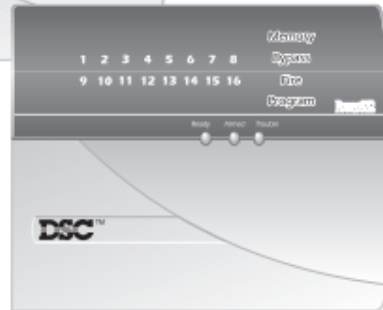 Memory
1 2 3 4 5 6 7 8 Bypass
9 10 11 12 13 14 15 16 Fire
Program
Ready Armed Trouble
DSC™